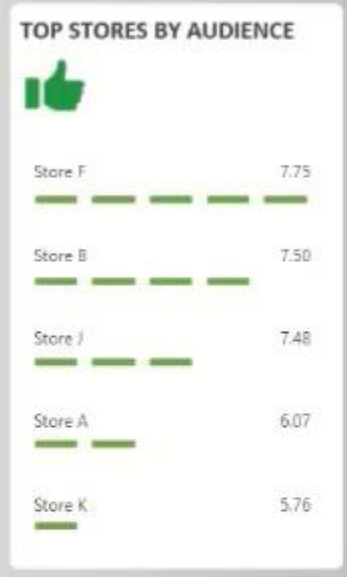 TOP STORES BY AUDIENCE
Store F 7.75
Store B 7.50
Store J 7.48
Store A 6.07
Store K 5.76